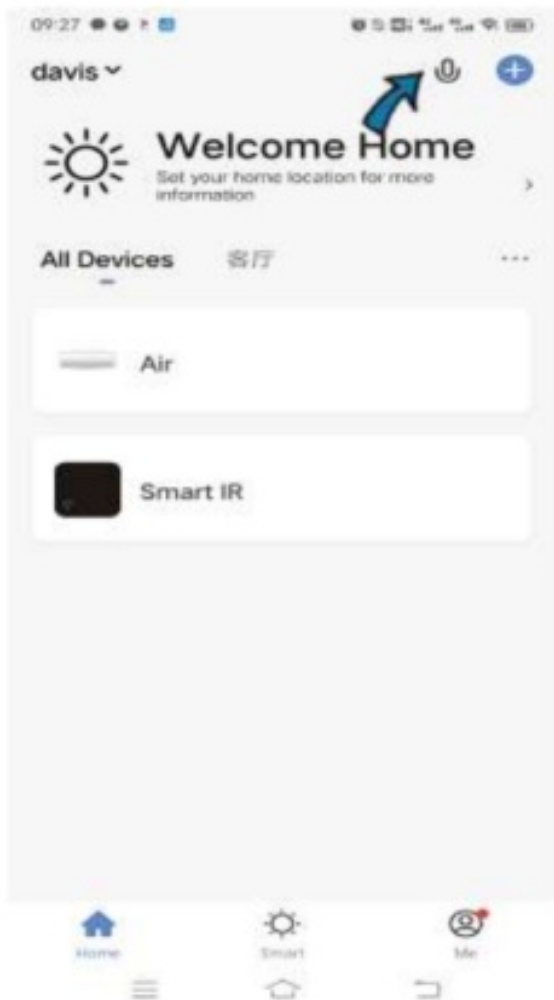 09:27
davis
Welcome Home
Set your home location for more
information
All Devices 客厅
Air
Smart IR
Home Smart Me